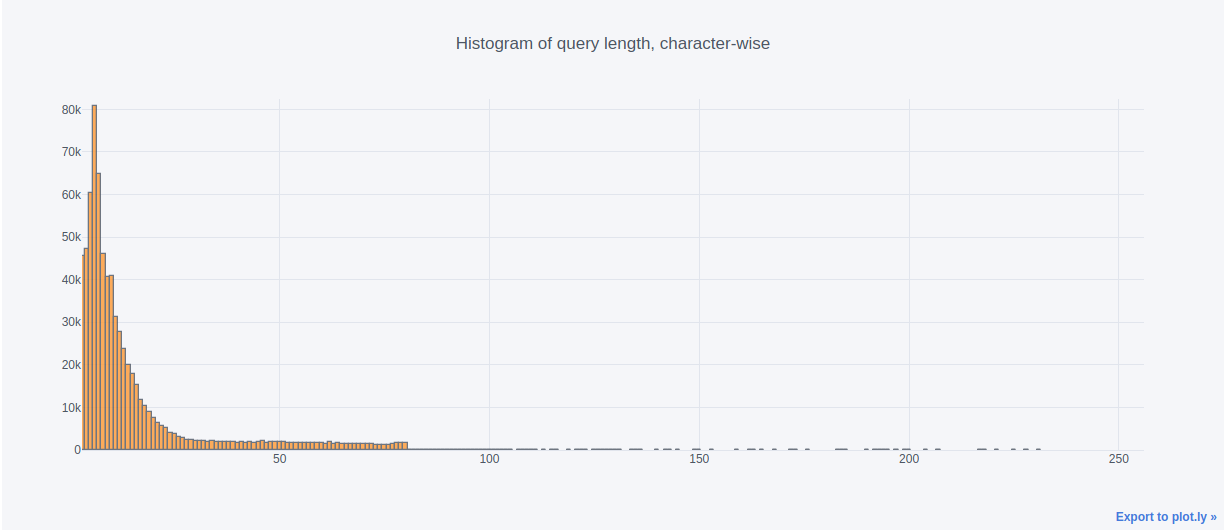 Histogram of query length, character-wise
80k
70k
60k
50k
40k
30k
20k
10k
0
50 100 150 200 250
Export to plot.ly »